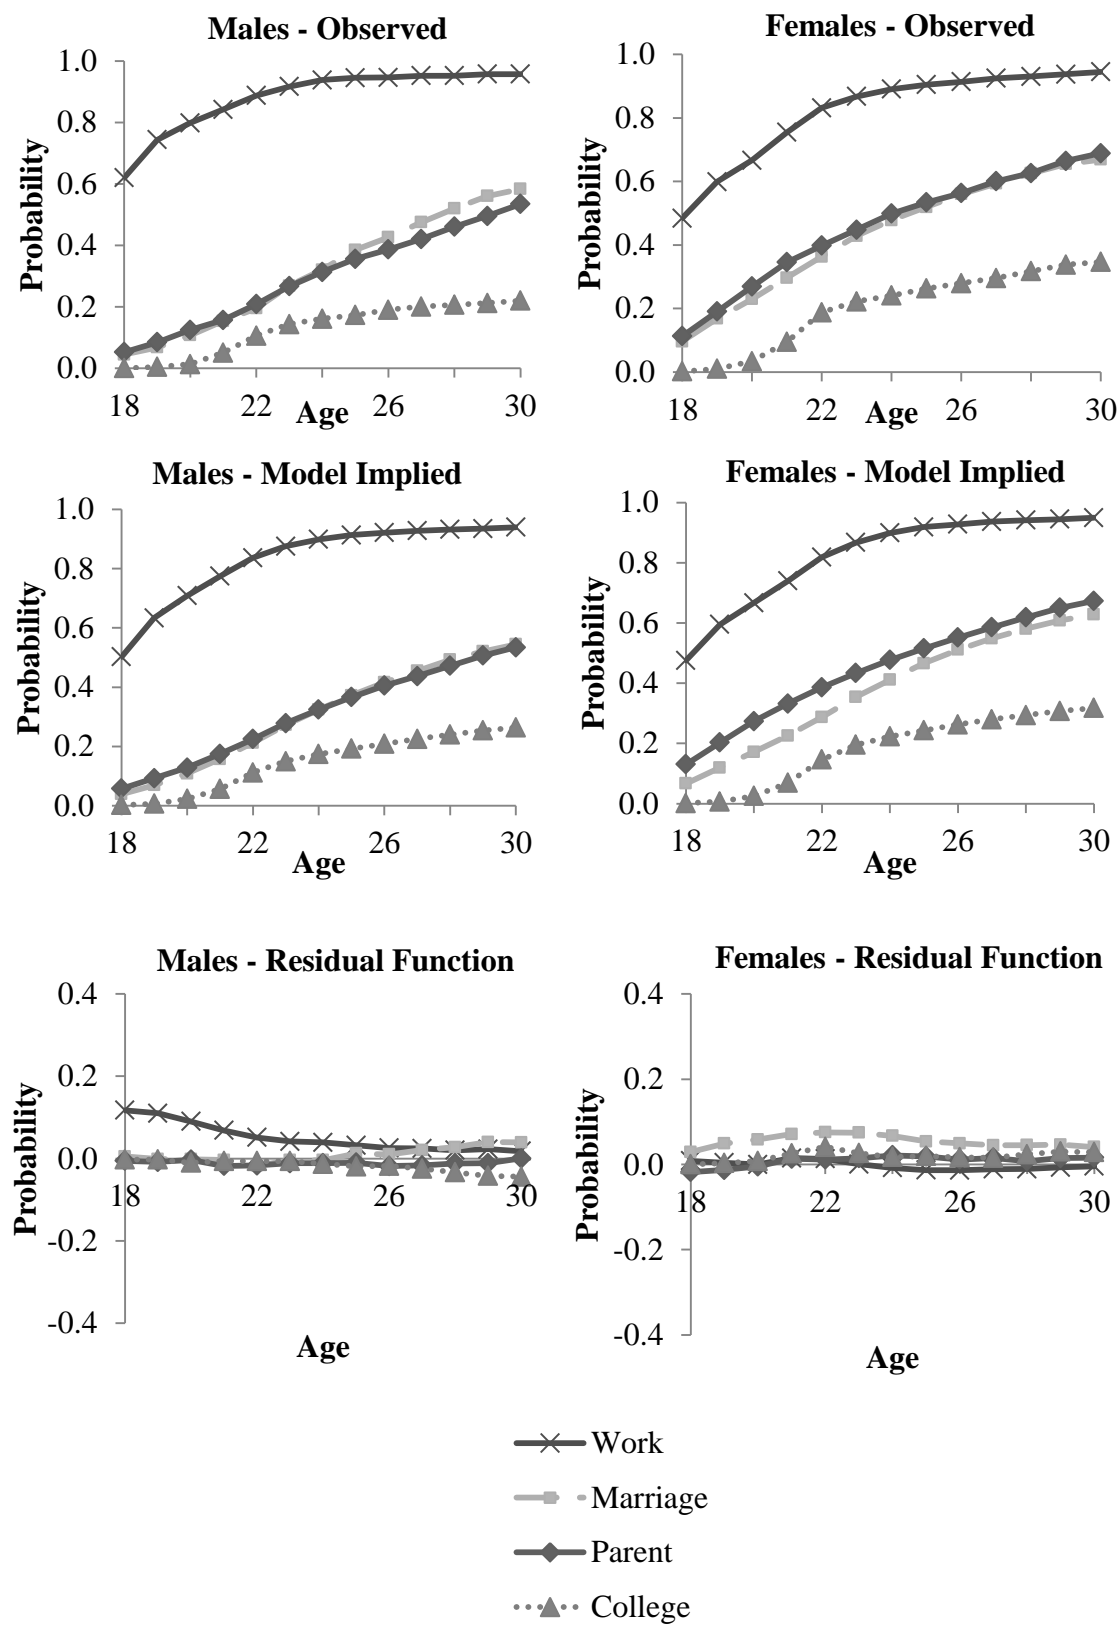 Males - Observed
1.0
0.8
0.6
0.4
0.2
0.0
Probability
18
22
26
30
Age
Females - Observed
1.0
0.8
0.6
0.4
0.2
0.0
Probability
18
22
26
30
Age
Males - Model Implied
1.0
0.8
0.6
0.4
0.2
0.0
Probability
18
22
26
30
Age
Females - Model Implied
1.0
0.8
0.6
0.4
0.2
0.0
Probability
18
22
26
30
Age
Males - Residual Function
0.4
0.2
0.0
-0.2
-0.4
Probability
18
22
26
30
Age
Females - Residual Function
0.4
0.2
0.0
-0.2
-0.4
Probability
18
22
26
30
Age
Work
Marriage
Parent
College